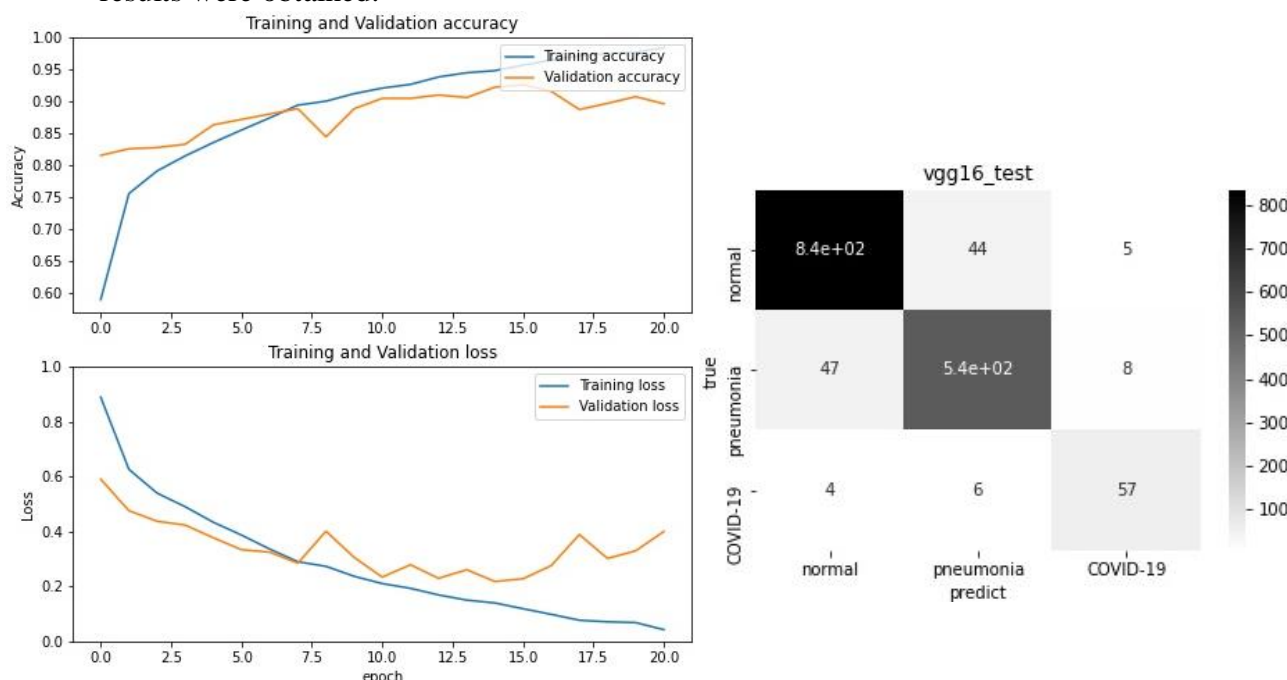 results were obtained.
Training and Validation accuracy
1.00
0.95
0.90
0.85
0.80
0.75
0.70
0.65
0.60
Accuracy
Training accuracy
Validation accuracy
0.0 2.5 5.0 7.5 10.0 12.5 15.0 17.5 20.0
Training and Validation loss
1.0
0.8
0.6
0.4
0.2
0.0
Loss
Training loss
Validation loss
0.0 2.5 5.0 7.5 10.0 12.5 15.0 17.5 20.0
epoch
vgg16_test
true
normal
8.4e+02 44 5
pneumonia
47 5.4e+02 8
COVID-19
4 6 57
normal pneumonia COVID-19
predict
800
700
600
500
400
300
200
100